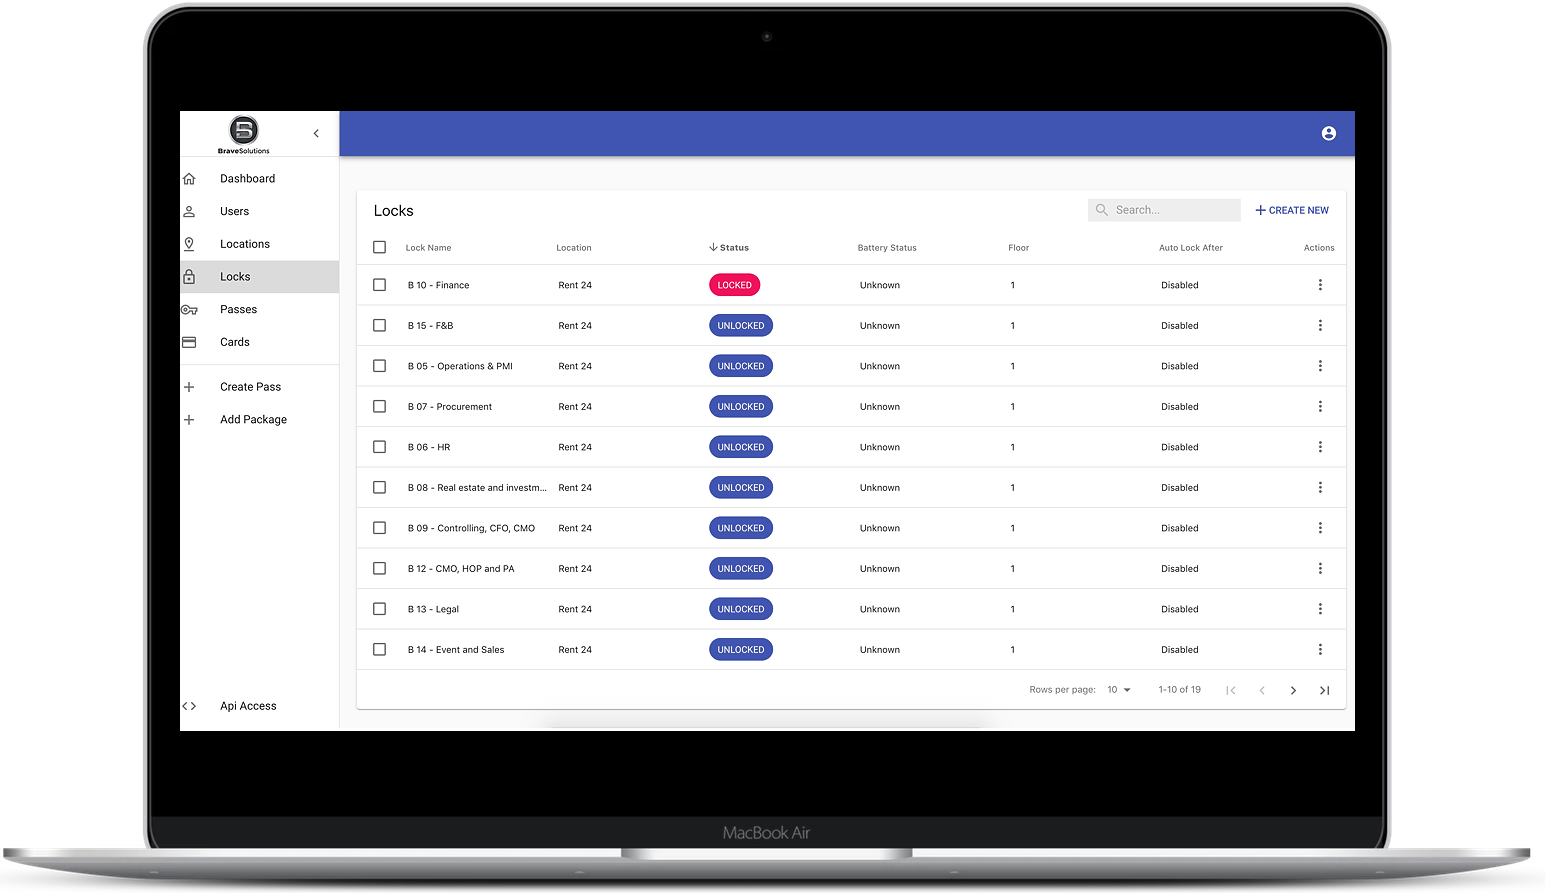 BraveSolutions
Dashboard
Users
Locations
Locks
Passes
Cards
Create Pass
Add Package
Api Access
Locks
Search...
CREATE NEW
Lock Name Location Status Battery Status Floor Auto Lock After Actions
B 10 - Finance Rent 24 LOCKED Unknown 1 Disabled
B 15 - F&B Rent 24 UNLOCKED Unknown 1 Disabled
B 05 - Operations & PMI Rent 24 UNLOCKED Unknown 1 Disabled
B 07 - Procurement Rent 24 UNLOCKED Unknown 1 Disabled
B 06 - HR Rent 24 UNLOCKED Unknown 1 Disabled
B 08 - Real estate and investm... Rent 24 UNLOCKED Unknown 1 Disabled
B 09 - Controlling, CFO, CMO Rent 24 UNLOCKED Unknown 1 Disabled
B 12 - CMO, HOP and PA Rent 24 UNLOCKED Unknown 1 Disabled
B 13 - Legal Rent 24 UNLOCKED Unknown 1 Disabled
B 14 - Event and Sales Rent 24 UNLOCKED Unknown 1 Disabled
Rows per page: 10 1-10 of 19
MacBook Air